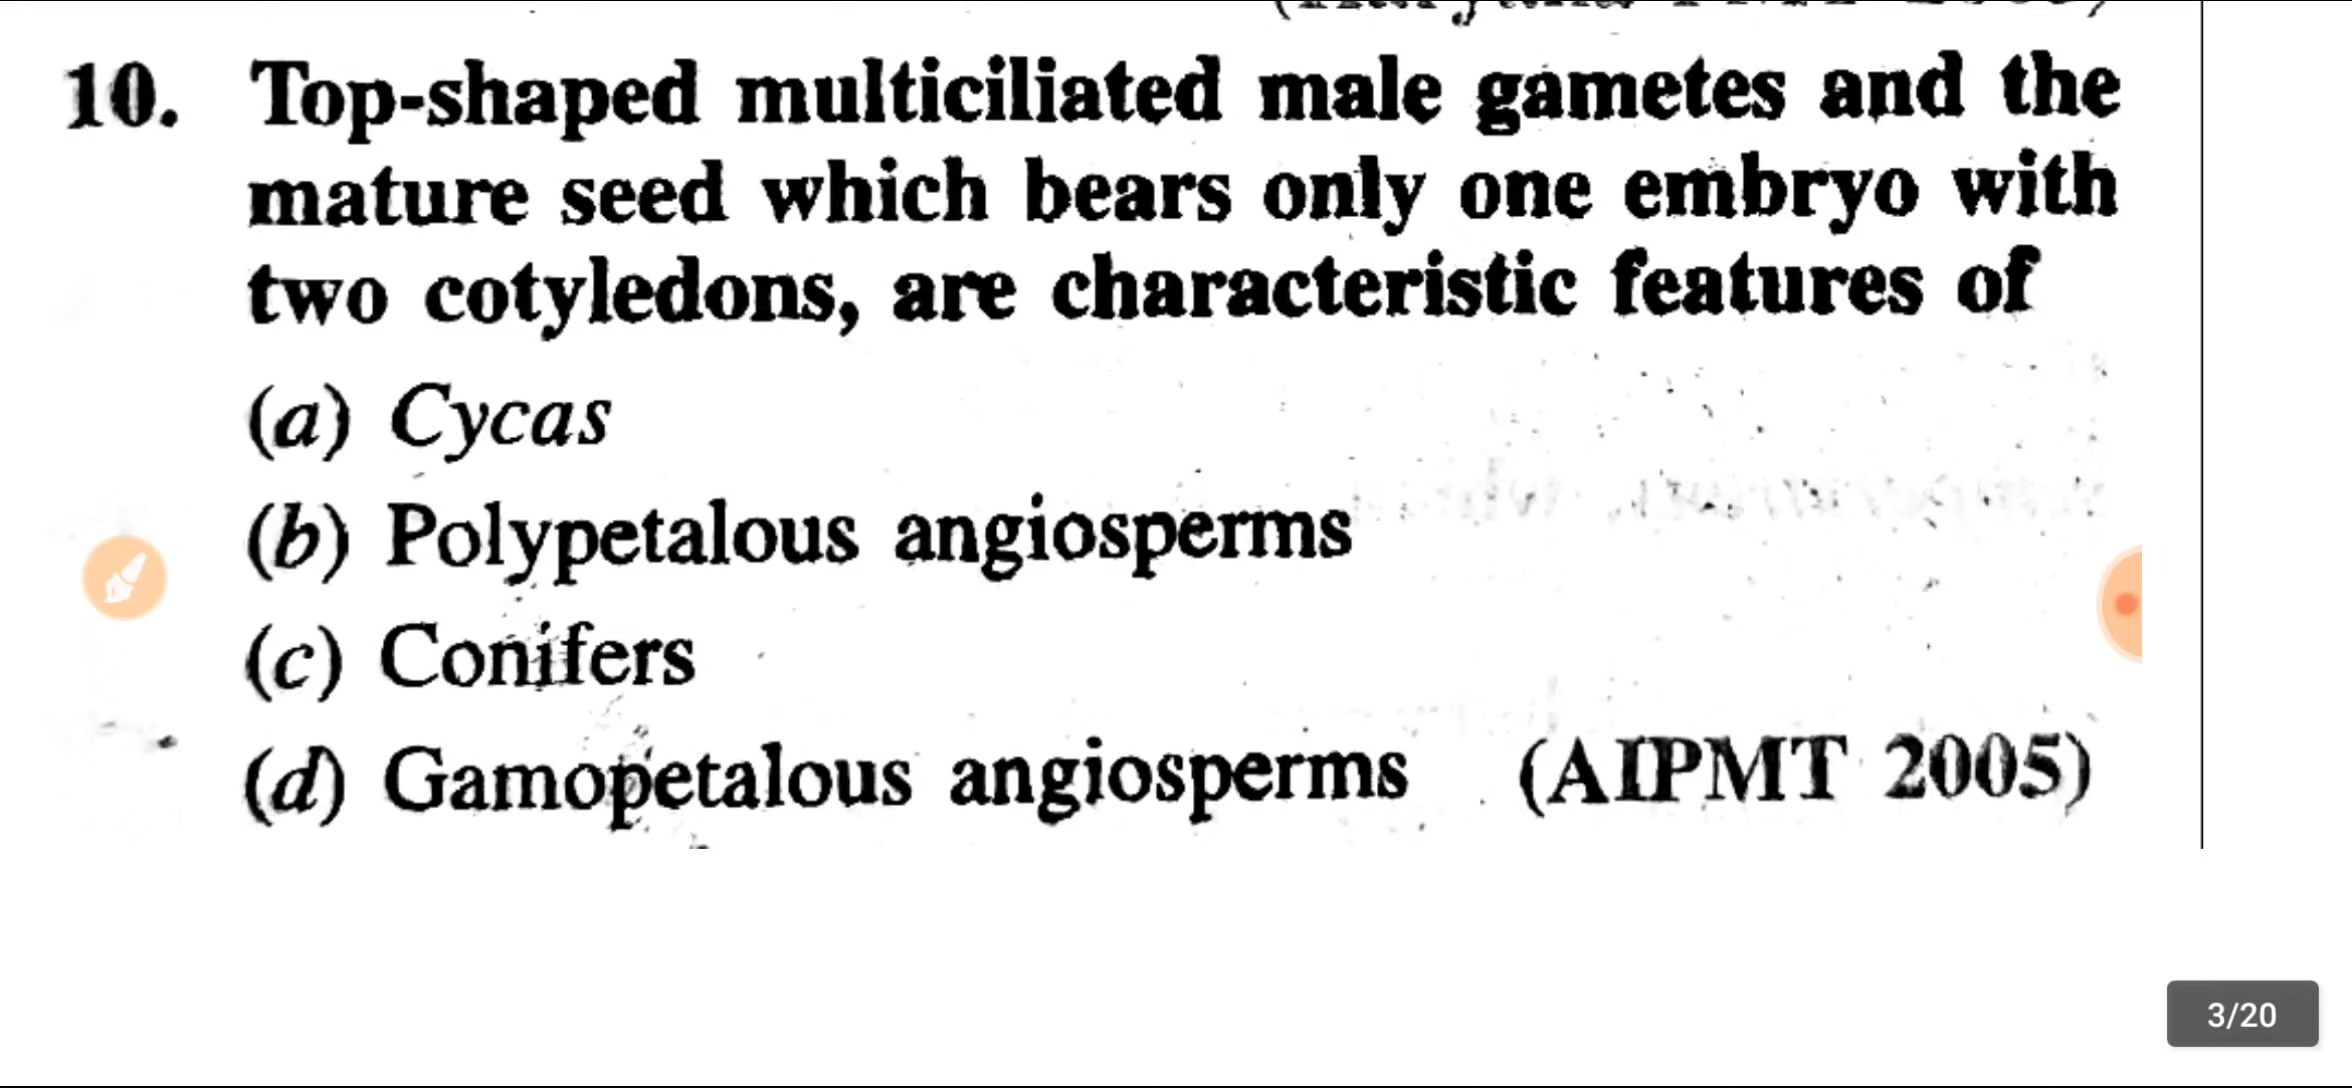 10. Top-shaped multiciliated male gametes and the
mature seed which bears only one embryo with
two cotyledons, are characteristic features of
(a) Cycas
(b) Polypetalous angiosperms
(c) Conifers
(d) Gamopetalous angiosperms (AIPMT 2005)
3/20